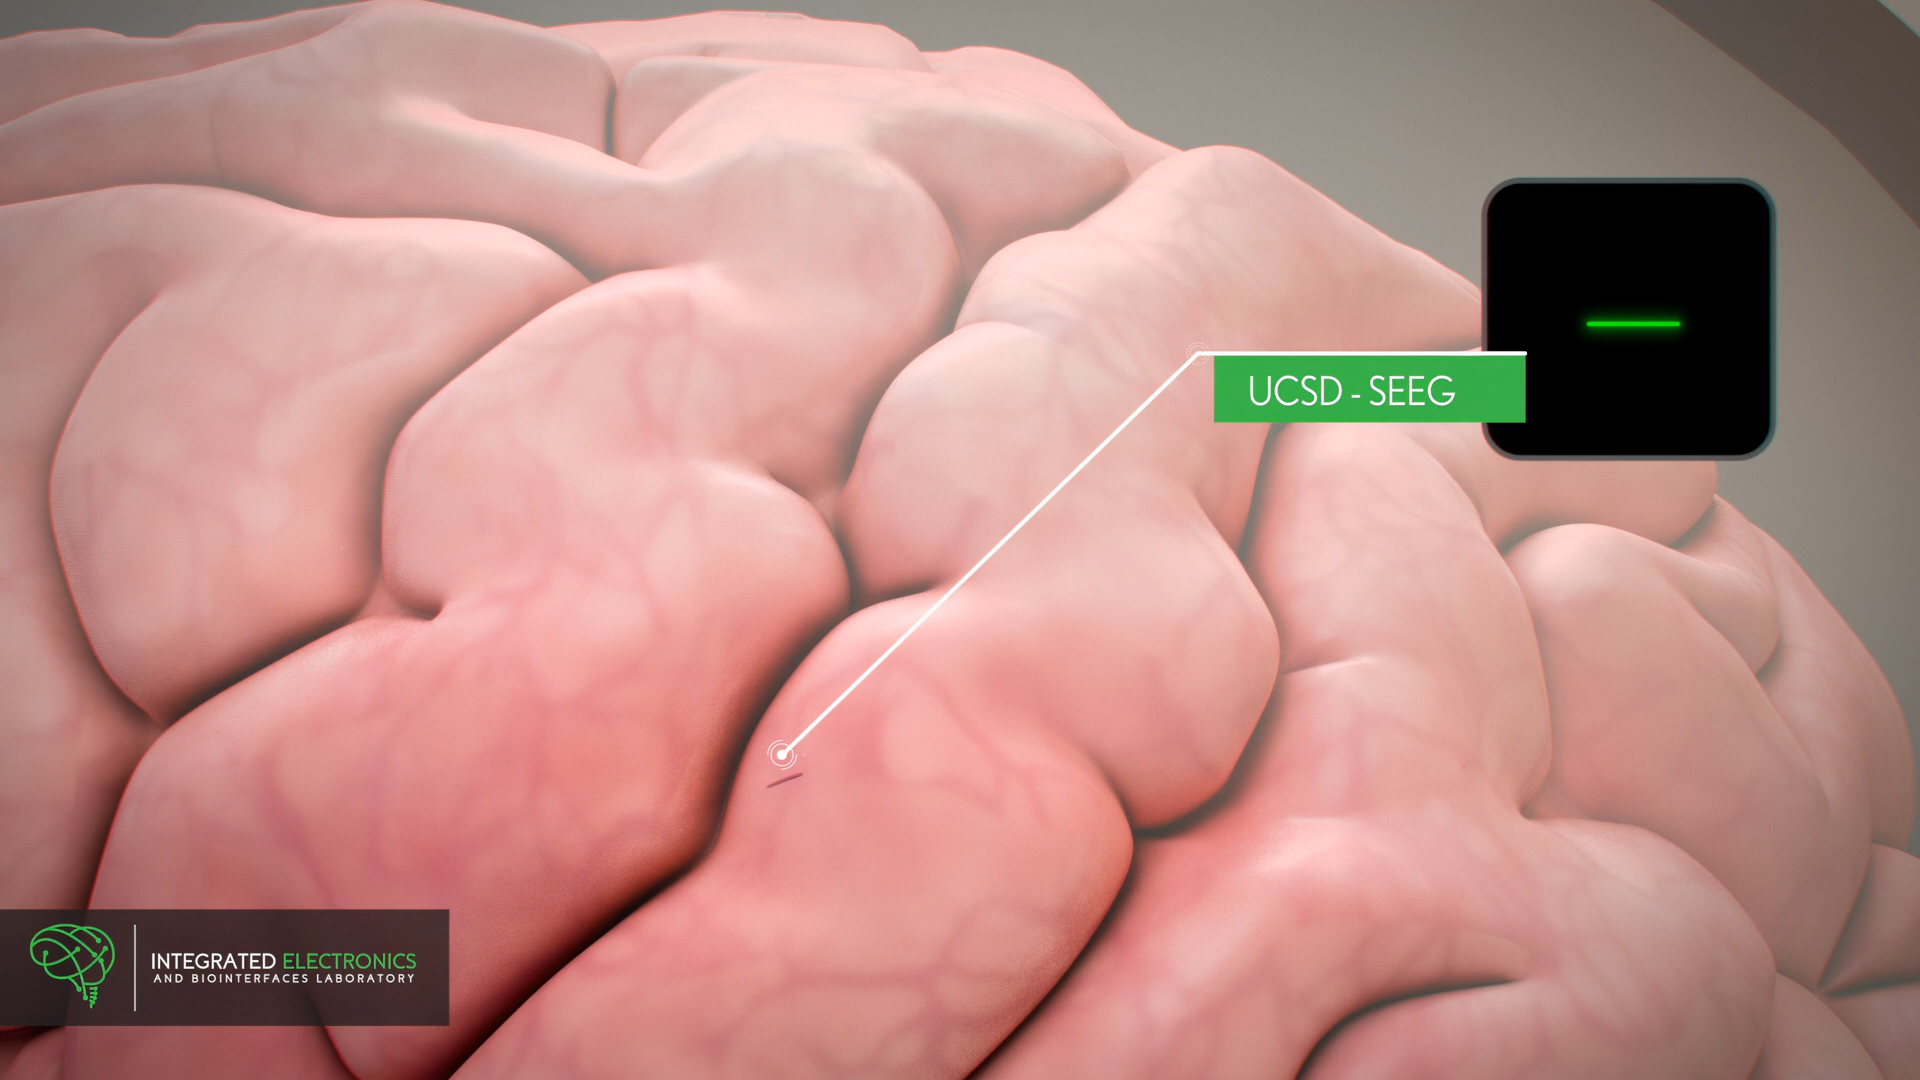 UCSD - SEEG
INTEGRATED ELECTRONICS
AND BIOINTERFACES LABORATORY